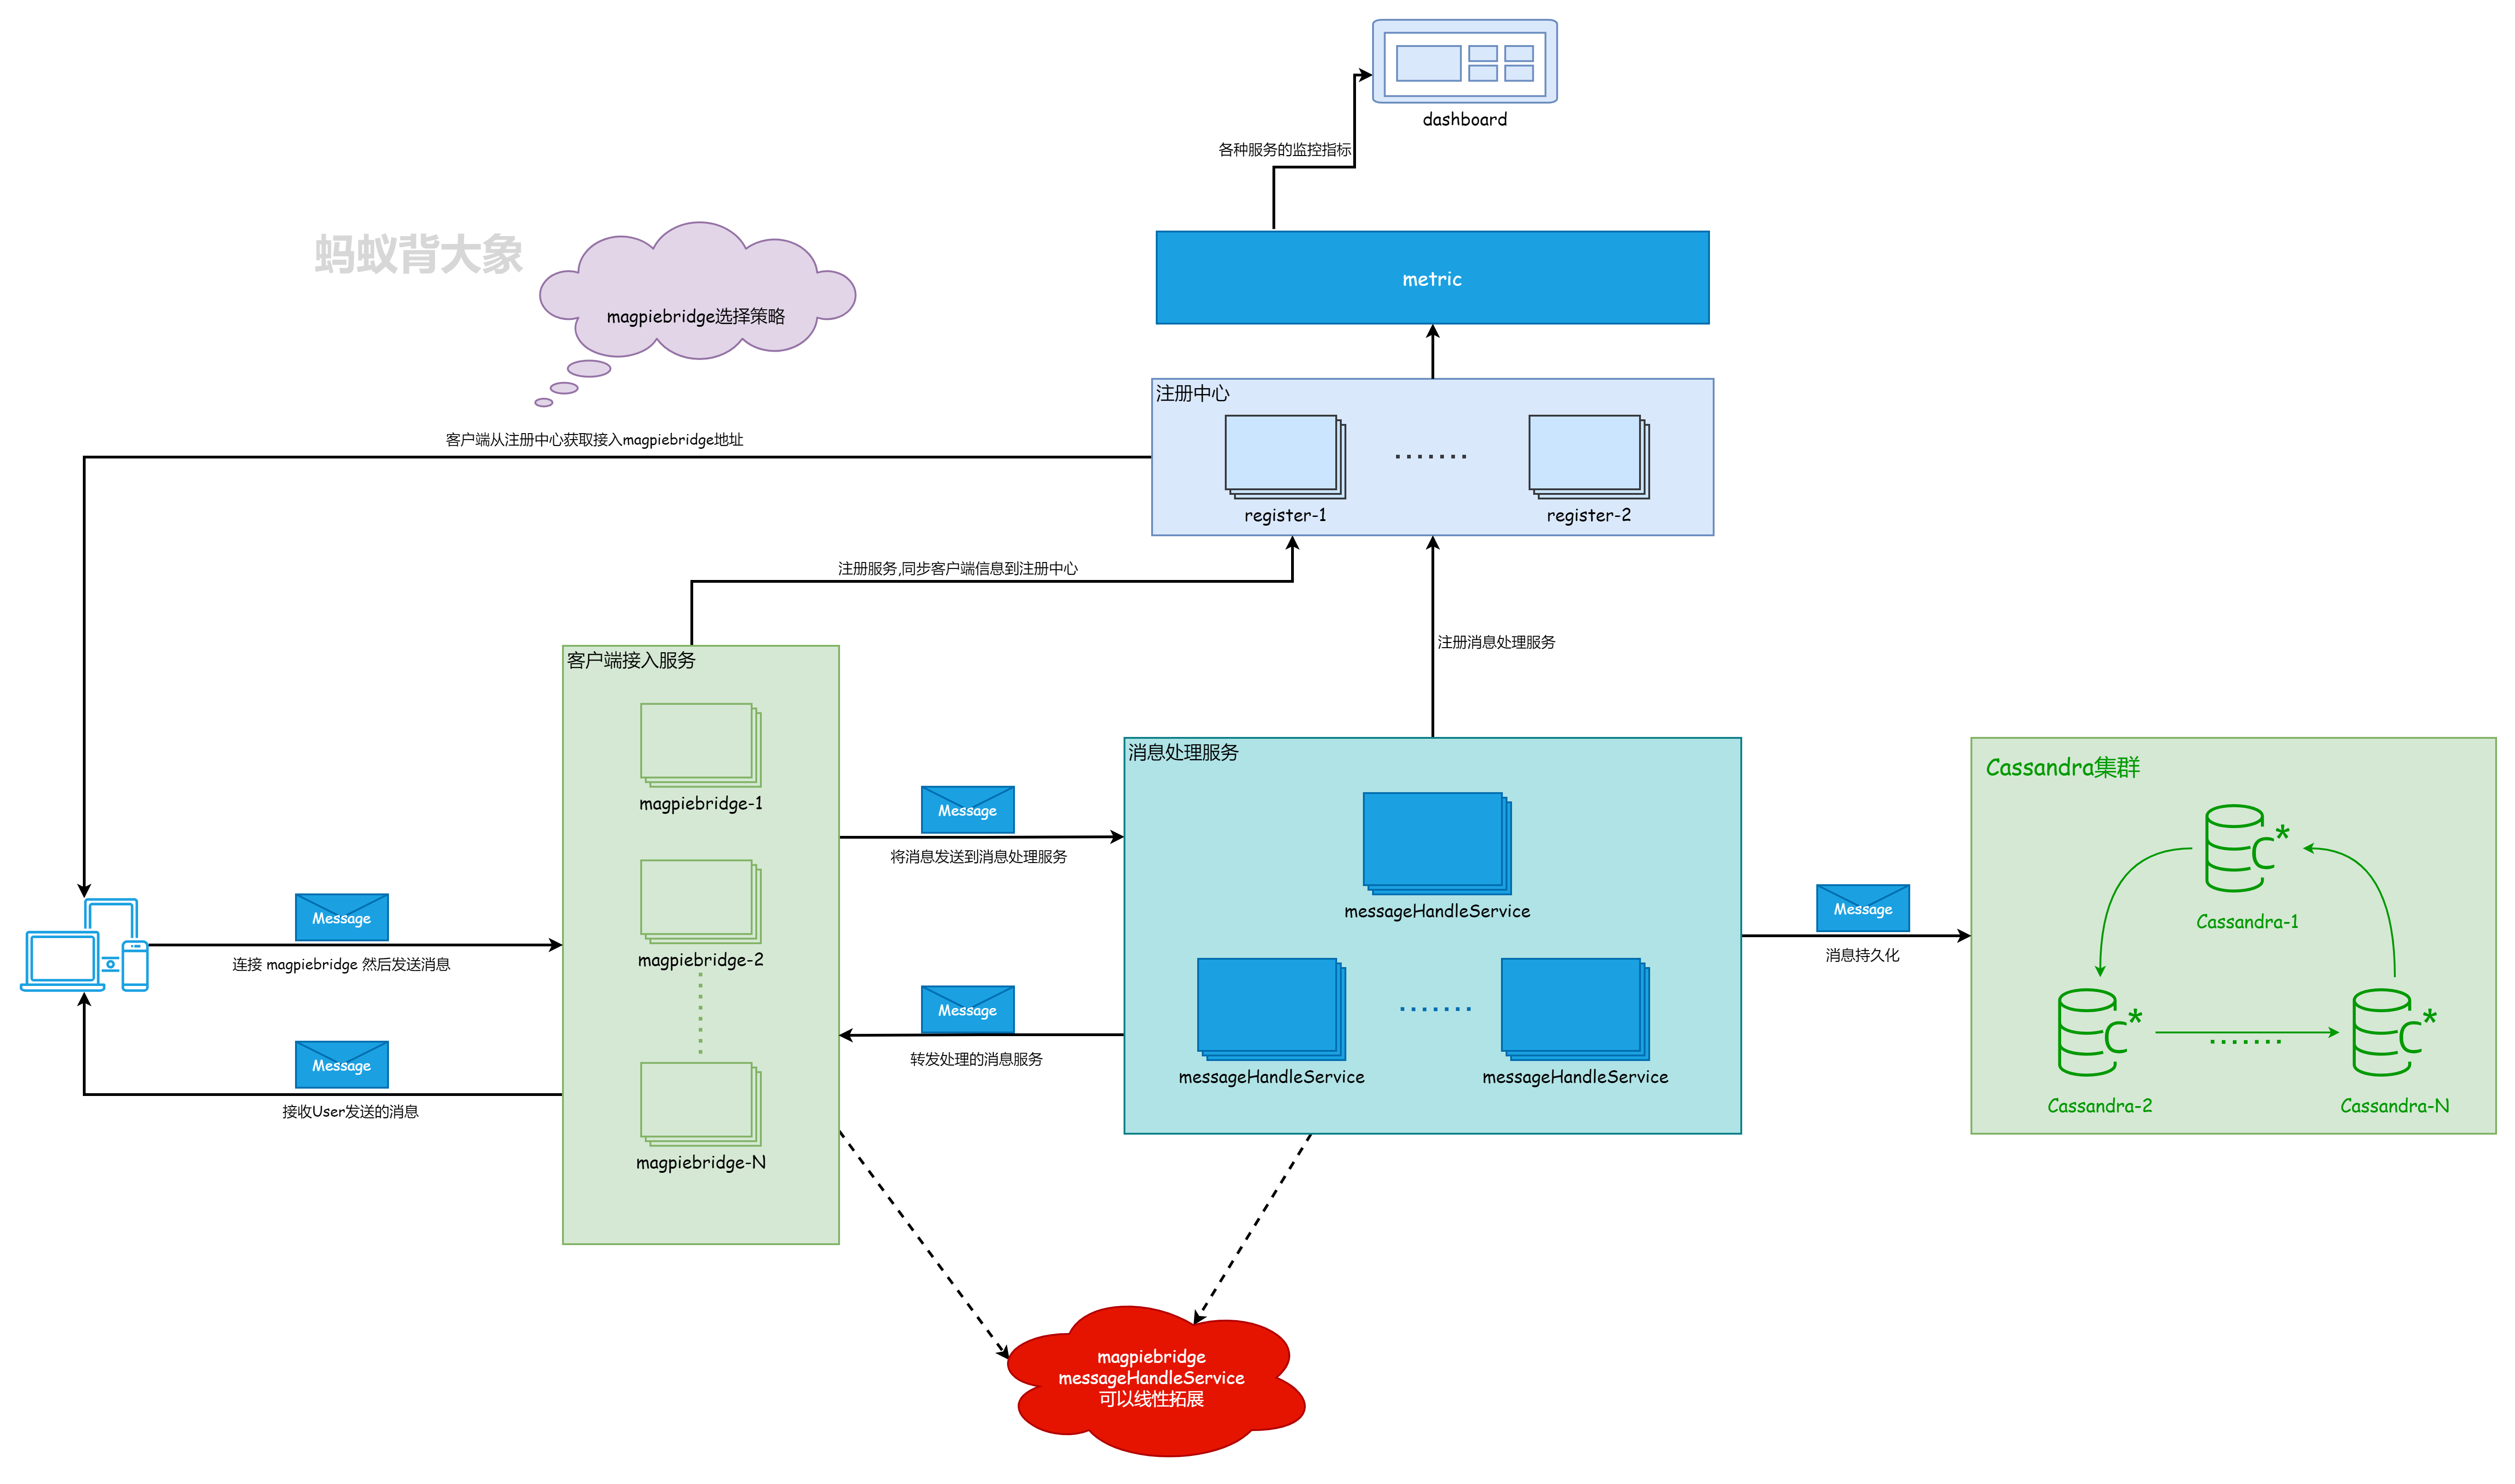 dashboard
各种服务的监控指标
metric
蚂蚁背大象
magpiebridge选择策略
注册中心
register-1
register-2
客户端从注册中心获取接入magpiebridge地址
注册服务,同步客户端信息到注册中心
注册消息处理服务
客户端接入服务
magpiebridge-1
magpiebridge-2
magpiebridge-N
Message
连接 magpiebridge 然后发送消息
Message
接收User发送的消息
Message
将消息发送到消息处理服务
Message
转发处理的消息服务
消息处理服务
messageHandleService
messageHandleService
messageHandleService
Message
消息持久化
Cassandra集群
C*
Cassandra-1
C*
Cassandra-2
C*
Cassandra-N
magpiebridge
messageHandleService
可以线性拓展